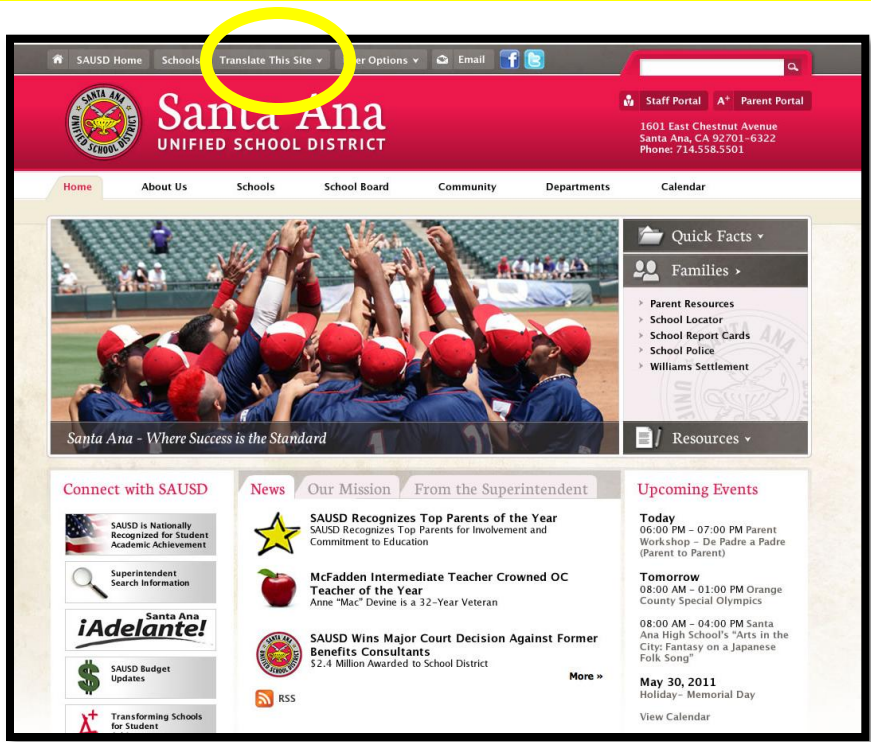 SAUSD Home Schools Translate This Site User Options Email
Staff Portal A+ Parent Portal
SANTA ANA UNIFIED SCHOOL DISTRICT
Santa Ana
UNIFIED SCHOOL DISTRICT
1601 East Chestnut Avenue
Santa Ana, CA 92701-6322
Phone: 714.558.5501
Home About Us Schools School Board Community Departments Calendar
Santa Ana - Where Success is the Standard
Quick Facts
Families
Parent Resources
School Locator
School Report Cards
School Police
Williams Settlement
Resources
Connect with SAUSD
SAUSD is Nationally
Recognized for Student
Academic Achievement
Superintendent
Search Information
Santa Ana
¡Adelante!
SAUSD Budget
Updates
Transforming Schools
for Student
News Our Mission From the Superintendent
SAUSD Recognizes Top Parents of the Year
SAUSD Recognizes Top Parents for Involvement and
Commitment to Education
McFadden Intermediate Teacher Crowned OC
Teacher of the Year
Anne "Mac" Devine is a 32-Year Veteran
SAUSD Wins Major Court Decision Against Former
Benefits Consultants
$2.4 Million Awarded to School District
More »
RSS
Upcoming Events
Today
06:00 PM - 07:00 PM Parent
Workshop - De Padre a Padre
(Parent to Parent)
Tomorrow
08:00 AM - 01:00 PM Orange
County Special Olympics
08:00 AM - 04:00 PM Santa
Ana High School's "Arts in the
City: Fantasy on a Japanese
Folk Song"
May 30, 2011
Holiday- Memorial Day
View Calendar